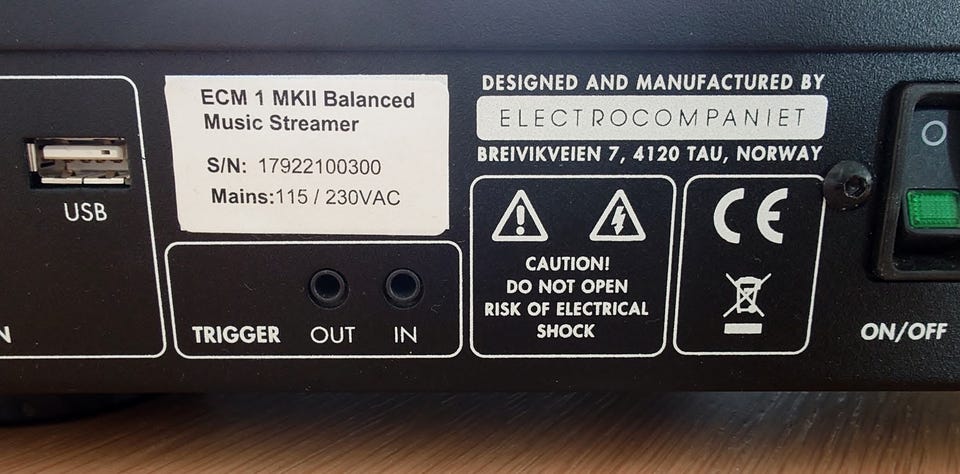 USB
N
ECM 1 MKII Balanced
Music Streamer
S/N: 17922100300
Mains:115 / 230VAC
TRIGGER OUT IN
DESIGNED AND MANUFACTURED BY
ELECTROCOMPANIET
BREIVIKVEIEN 7, 4120 TAU, NORWAY
CAUTION!
DO NOT OPEN
RISK OF ELECTRICAL
SHOCK
CE
ON/OFF